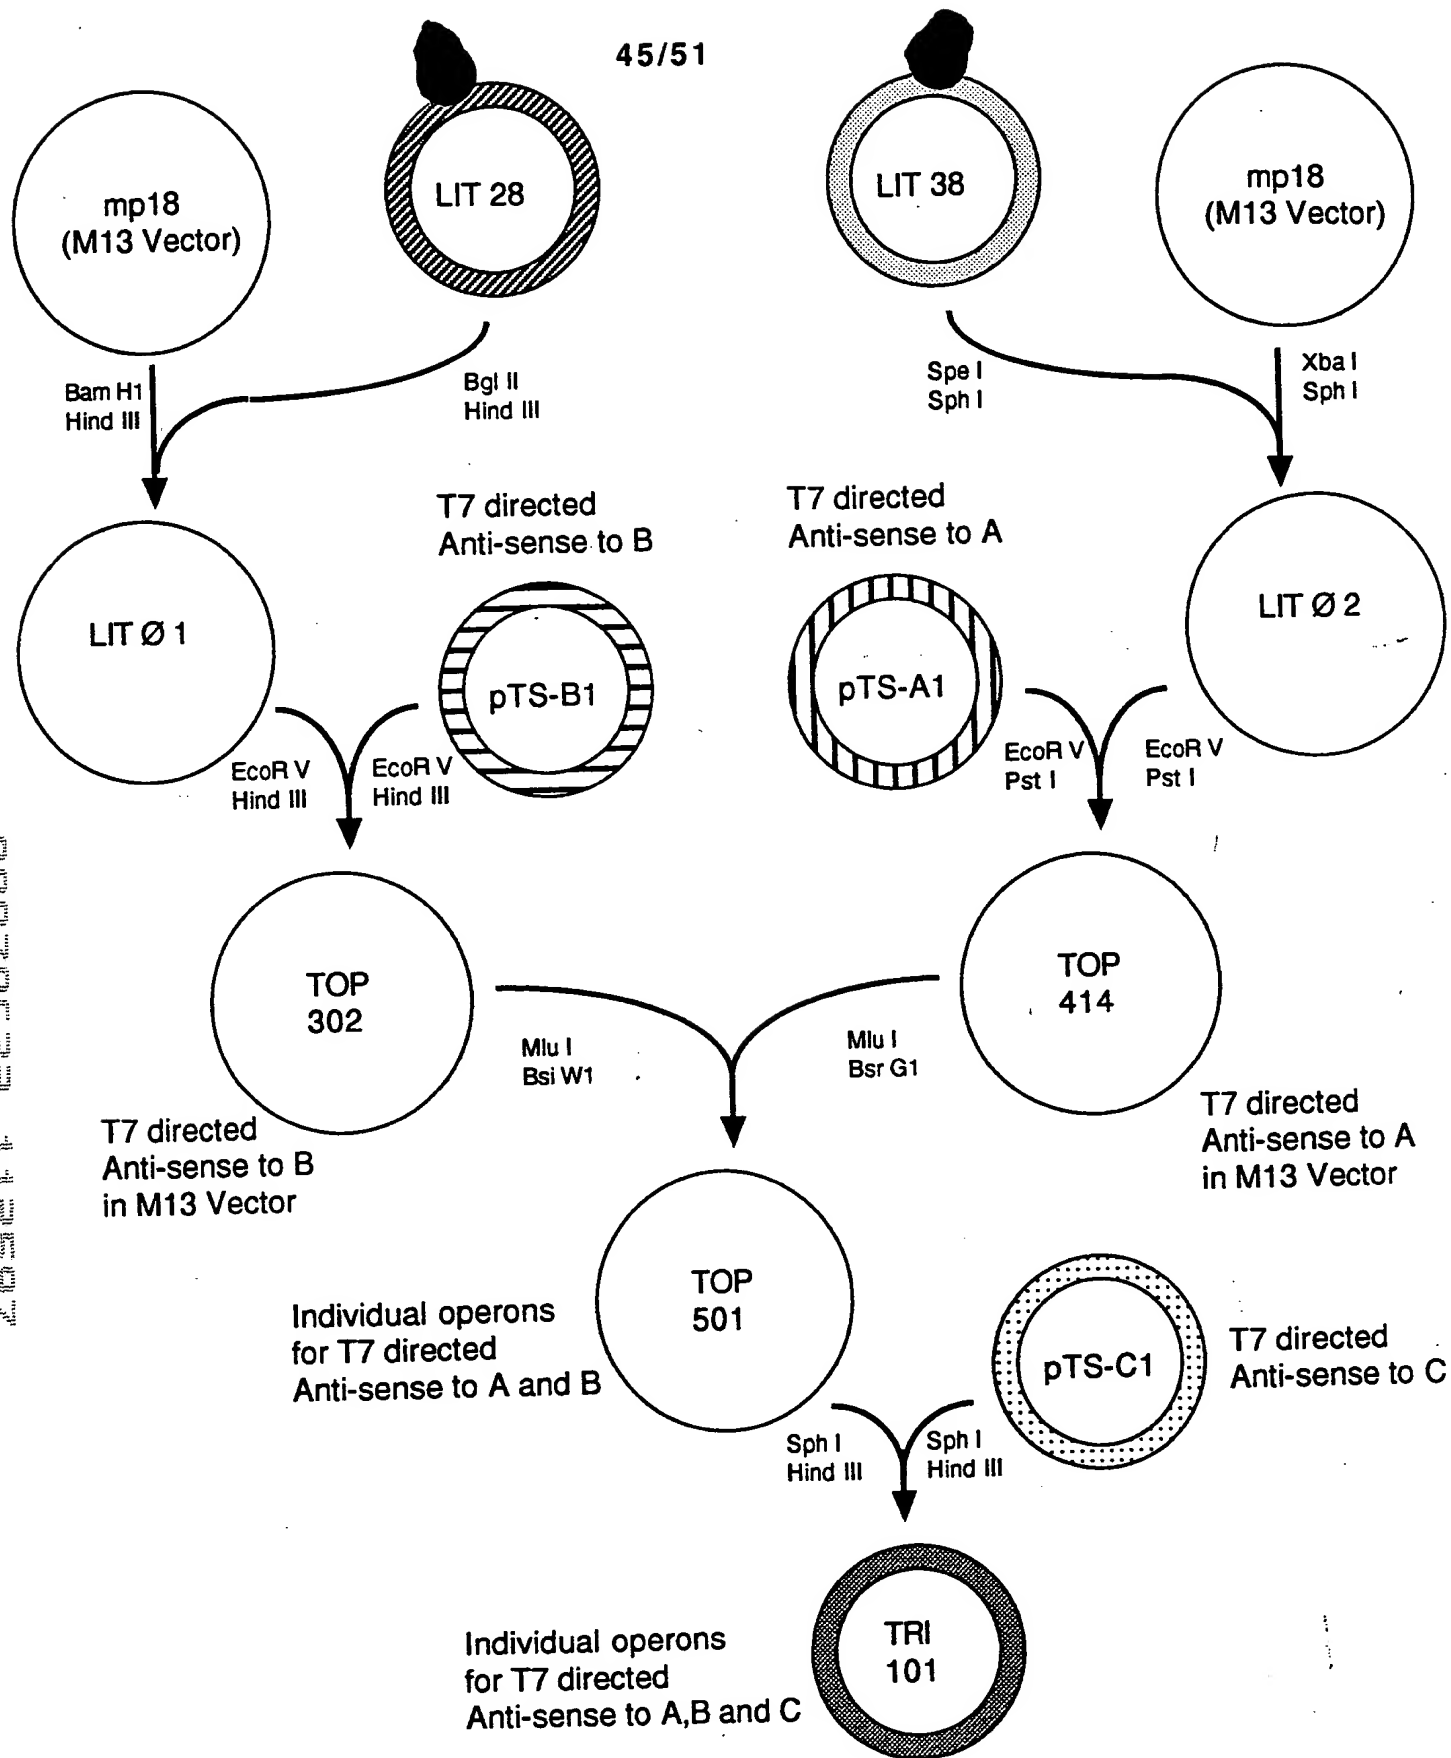 45/51
mp18
(M13 Vector)
LIT 28
LIT 38
mp18
(M13 Vector)
Bam H1
Hind III
Bgl II
Hind III
Spe I
Sph I
Xba I
Sph I
T7 directed
Anti-sense to B
T7 directed
Anti-sense to A
LIT Ø 1
pTS-B1
pTS-A1
LIT Ø 2
EcoR V
Hind III
EcoR V
Hind III
EcoR V
Pst I
EcoR V
Pst I
TOP
302
TOP
414
Mlu I
Bsi W1
Mlu I
Bsr G1
T7 directed
Anti-sense to B
in M13 Vector
T7 directed
Anti-sense to A
in M13 Vector
TOP
501
Individual operons
for T7 directed
Anti-sense to A and B
pTS-C1
T7 directed
Anti-sense to C
Sph I
Hind III
Sph I
Hind III
TRI
101
Individual operons
for T7 directed
Anti-sense to A,B and C